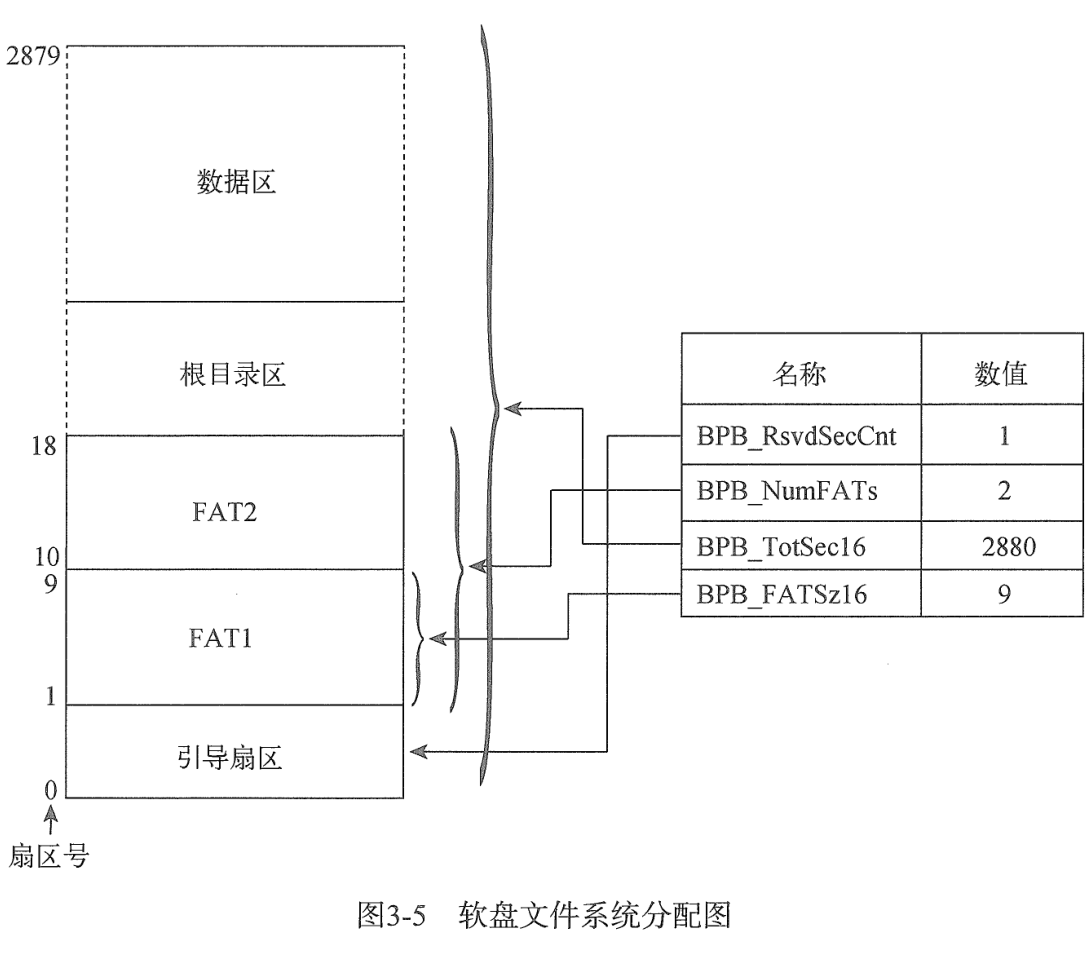 2879
数据区
根目录区
18
FAT2
10
9
FAT1
1
引导扇区
0
扇区号
名称 数值
BPB_RsvdSecCnt 1
BPB_NumFATs 2
BPB_TotSec16 2880
BPB_FATSz16 9
图3-5 软盘文件系统分配图